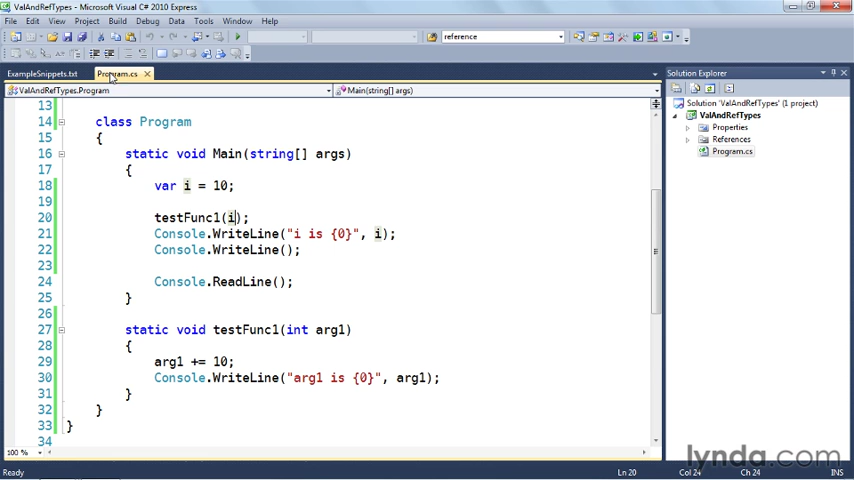 ValAndRefTypes - Microsoft Visual C# 2010 Express
File Edit View Project Build Debug Data Tools Window Help
reference
ExampleSnippets.txt Program.cs
ValAndRefTypes.Program Main(string[] args)
13
14 class Program
15 {
16 static void Main(string[] args)
17 {
18 var i = 10;
19
20 testFunc1(i);
21 Console.WriteLine("i is {0}", i);
22 Console.WriteLine();
23
24 Console.ReadLine();
25 }
26
27 static void testFunc1(int arg1)
28 {
29 arg1 += 10;
30 Console.WriteLine("arg1 is {0}", arg1);
31 }
32 }
33 }
34
100 %
Solution Explorer
Solution 'ValAndRefTypes' (1 project)
ValAndRefTypes
Properties
References
Program.cs
Ready Ln 20 Col 24 Ch 24 INS
lynda.com